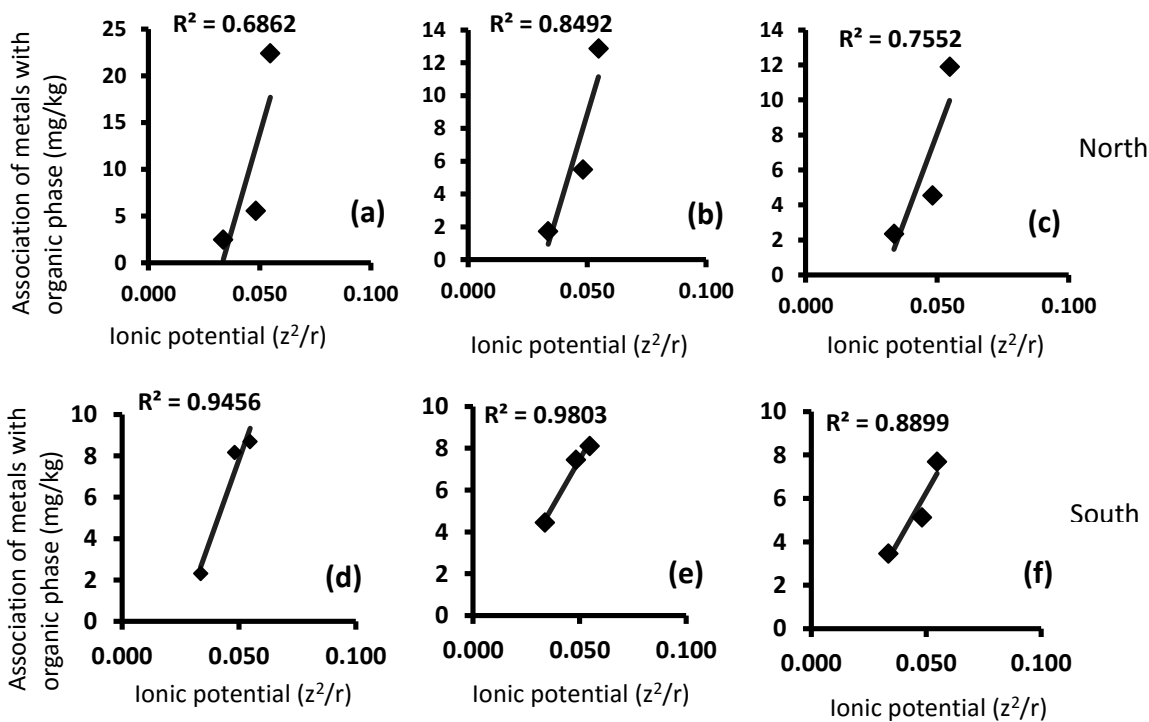 Association of metals with
organic phase (mg/kg)
R² = 0.6862
25
20
15
10
5
0
0.000 0.050 0.100
(a)
Ionic potential (z²/r)
R² = 0.8492
14
12
10
8
6
4
2
0
0.000 0.050 0.100
(b)
Ionic potential (z²/r)
R² = 0.7552
14
12
10
8
6
4
2
0
0.000 0.050 0.100
(c)
Ionic potential (z²/r)
North
Association of metals with
organic phase (mg/kg)
R² = 0.9456
10
8
6
4
2
0
0.000 0.050 0.100
(d)
Ionic potential (z²/r)
R² = 0.9803
10
8
6
4
2
0
0.000 0.050 0.100
(e)
Ionic potential (z²/r)
R² = 0.8899
10
8
6
4
2
0
0.000 0.050 0.100
(f)
Ionic potential (z²/r)
South